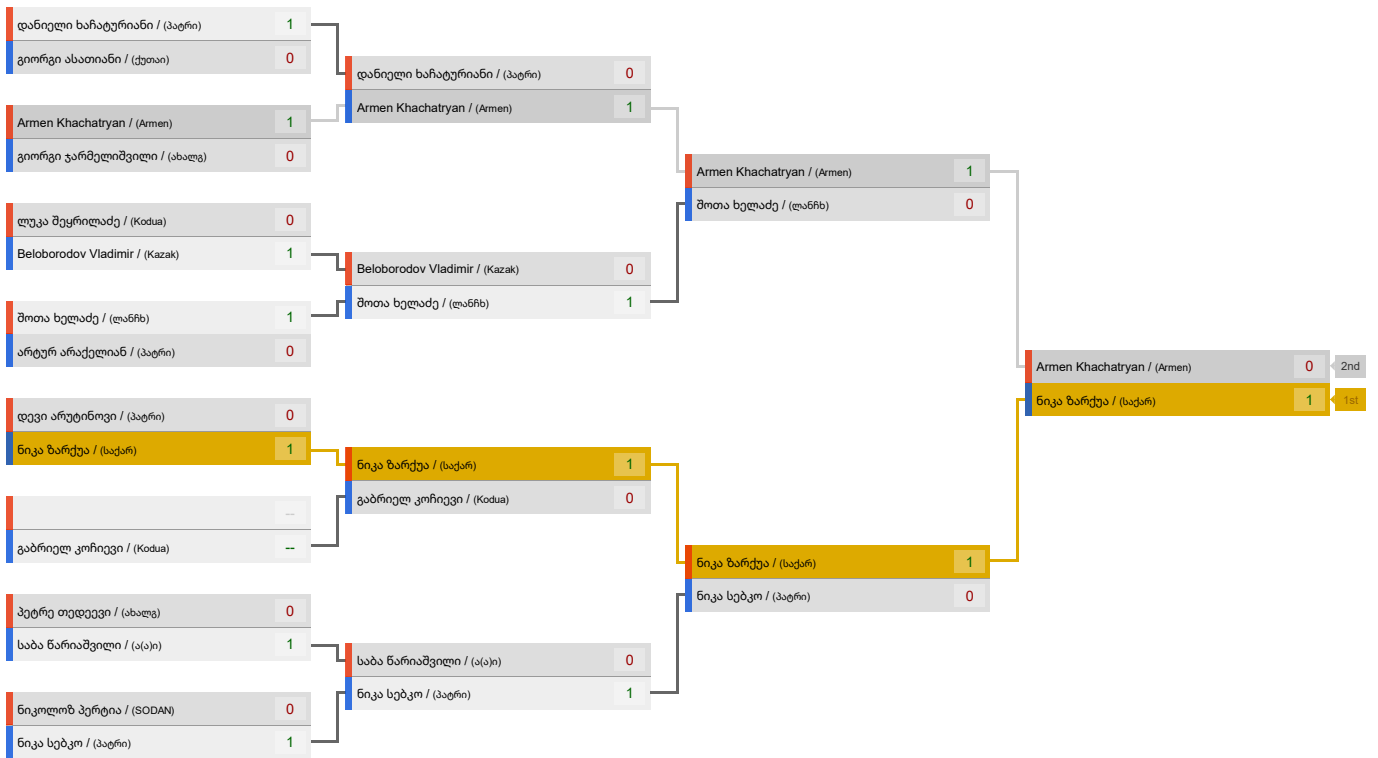 დანიელი ხაჩატურიანი / (პატრი) 1
გიორგი ასათიანი / (ქუთაი) 0
Armen Khachatryan / (Armen) 1
გიორგი ჯარმელიშვილი / (ახალგ) 0
ლუკა შეყრილაძე / (Kodua) 0
Beloborodov Vladimir / (Kazak) 1
შოთა ხელაძე / (ლანჩხ) 1
არტურ არაქელიან / (პატრი) 0
დევი არუტინოვი / (პატრი) 0
ნიკა ზარქუა / (საქარ) 1
--
გაბრიელ კოჩიევი / (Kodua) --
პეტრე თედეევი / (ახალგ) 0
საბა წარიაშვილი / (ა(ა)ი) 1
ნიკოლოზ პერტია / (SODAN) 0
ნიკა სებკო / (პატრი) 1
დანიელი ხაჩატურიანი / (პატრი) 0
Armen Khachatryan / (Armen) 1
Beloborodov Vladimir / (Kazak) 0
შოთა ხელაძე / (ლანჩხ) 1
ნიკა ზარქუა / (საქარ) 1
გაბრიელ კოჩიევი / (Kodua) 0
საბა წარიაშვილი / (ა(ა)ი) 0
ნიკა სებკო / (პატრი) 1
Armen Khachatryan / (Armen) 1
შოთა ხელაძე / (ლანჩხ) 0
ნიკა ზარქუა / (საქარ) 1
ნიკა სებკო / (პატრი) 0
Armen Khachatryan / (Armen) 0 2nd
ნიკა ზარქუა / (საქარ) 1 1st